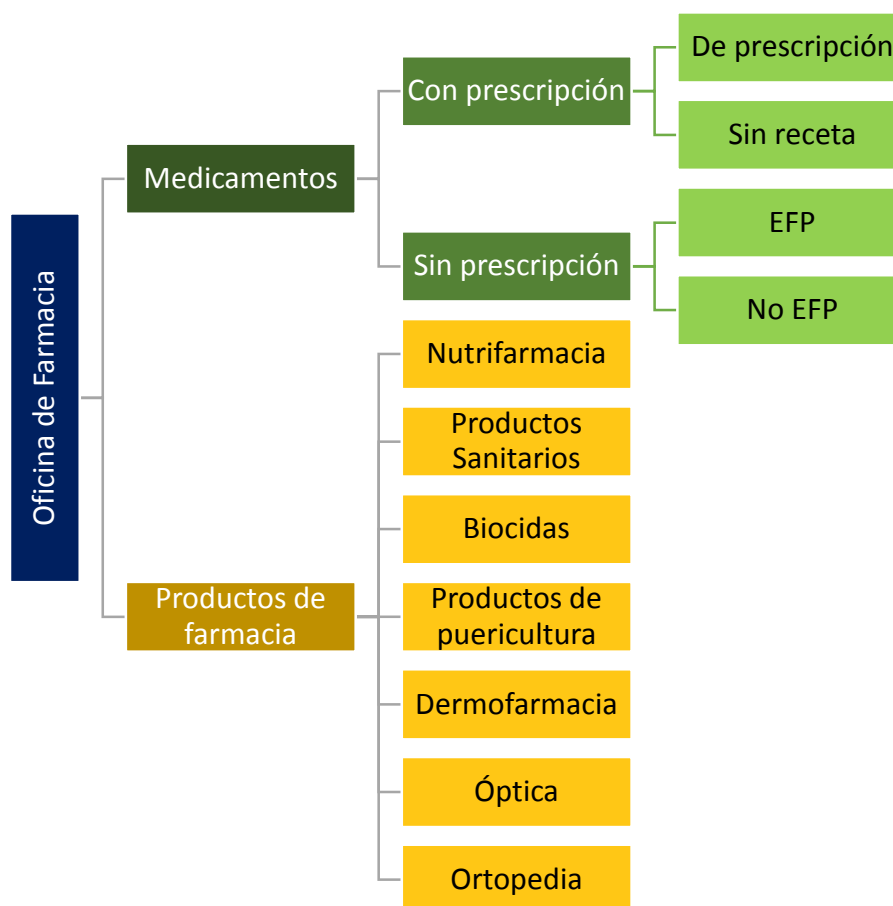 Oficina de Farmacia
Medicamentos
Con prescripción
De prescripción
Sin receta
Sin prescripción
EFP
No EFP
Productos de
farmacia
Nutrifarmacia
Productos
Sanitarios
Biocidas
Productos de
puericultura
Dermofarmacia
Óptica
Ortopedia